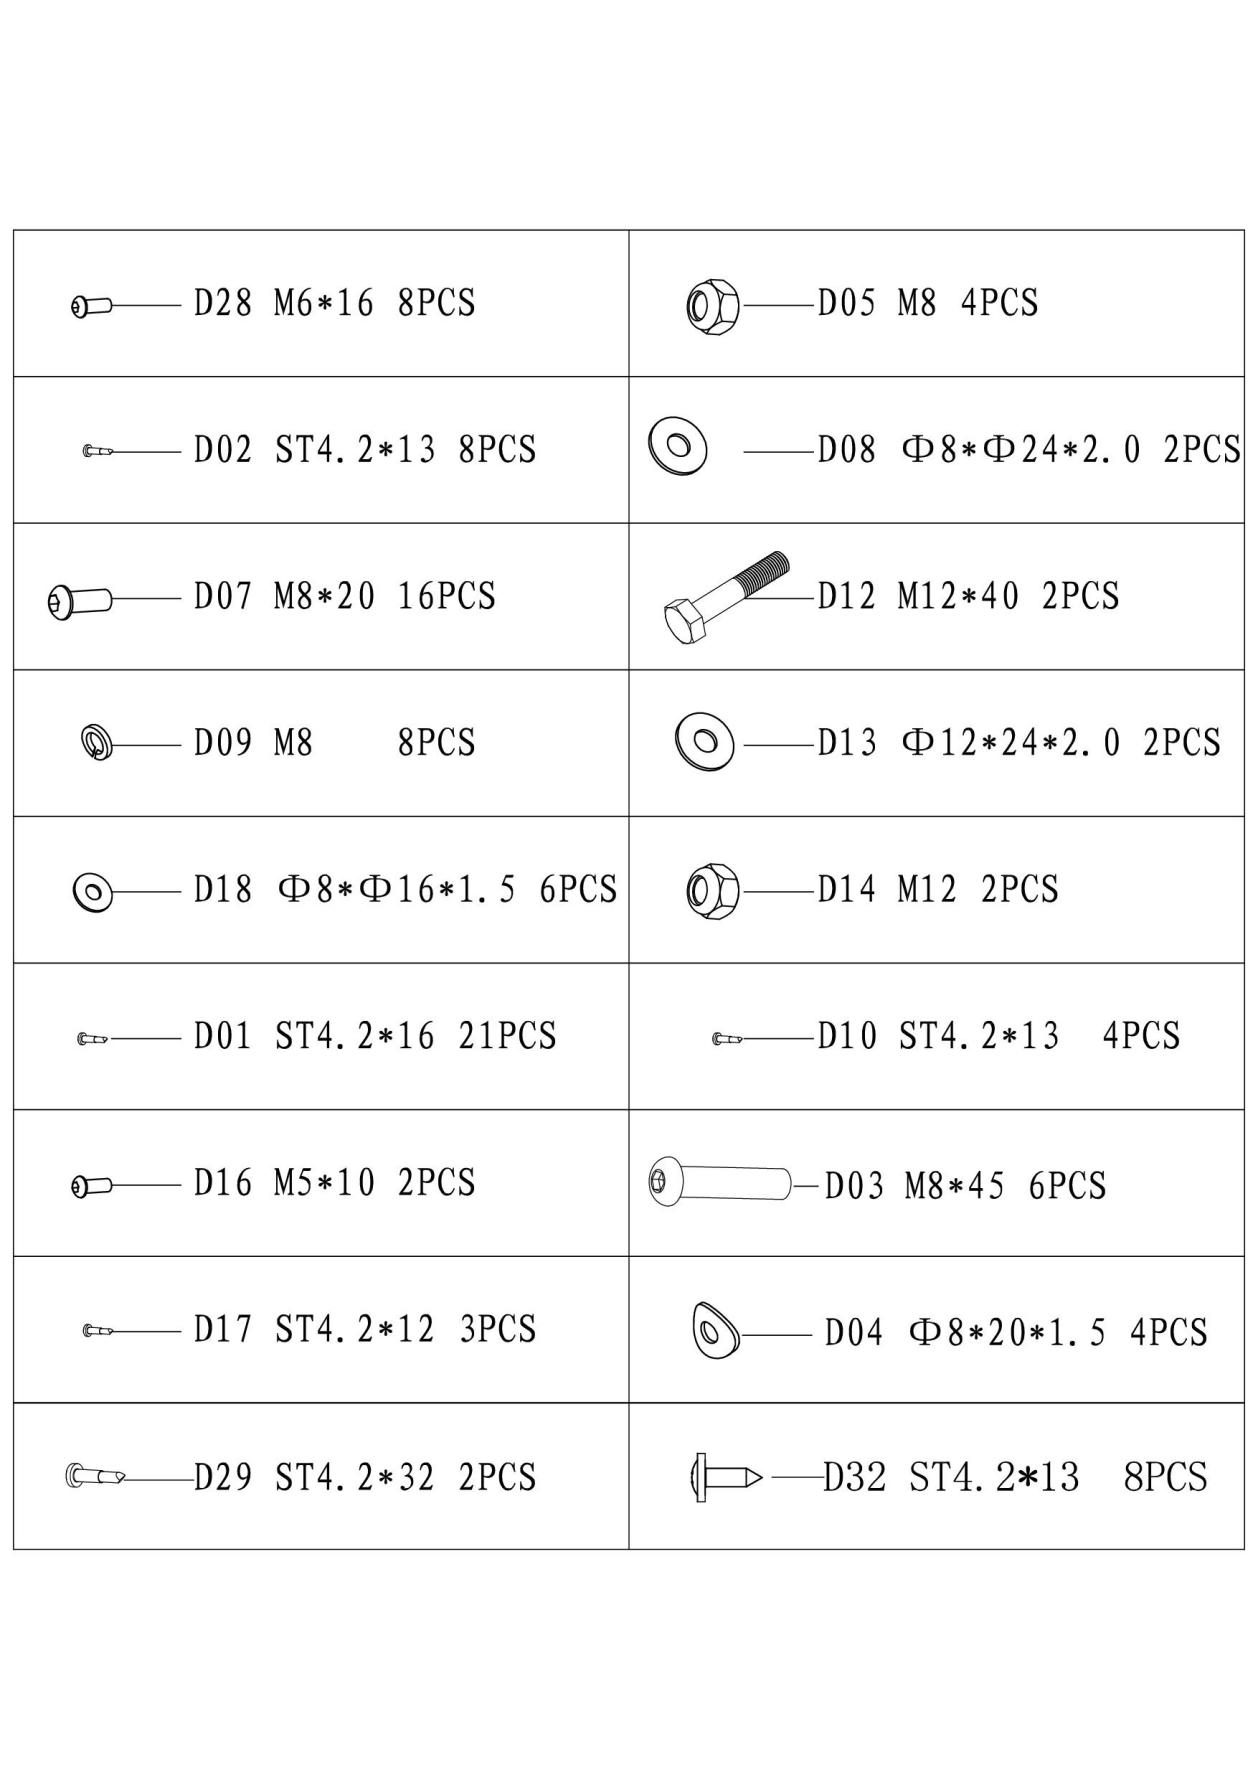 D28 M6*16 8PCS
D05 M8 4PCS
D02 ST4.2*13 8PCS
D08 Φ8*Φ24*2.0 2PCS
D07 M8*20 16PCS
D12 M12*40 2PCS
D09 M8 8PCS
D13 Φ12*24*2.0 2PCS
D18 Φ8*Φ16*1.5 6PCS
D14 M12 2PCS
D01 ST4.2*16 21PCS
D10 ST4.2*13 4PCS
D16 M5*10 2PCS
D03 M8*45 6PCS
D17 ST4.2*12 3PCS
D04 Φ8*20*1.5 4PCS
D29 ST4.2*32 2PCS
D32 ST4.2*13 8PCS